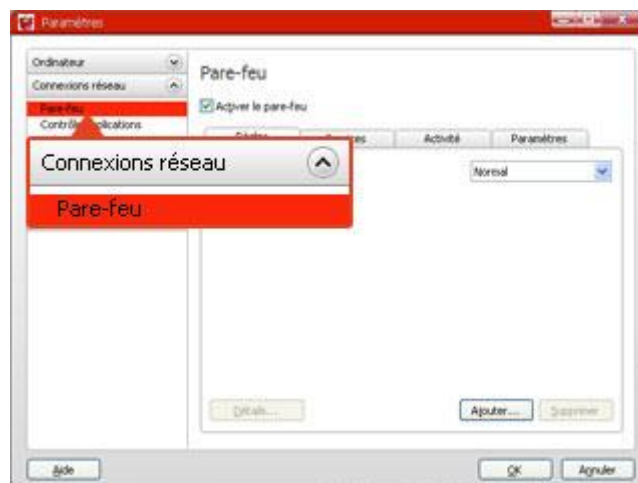 Paramètres
Ordinateur
Connexions réseau
Pare-feu
Contrôle
Connexions réseau
Pare-feu
Pare-feu
Activer le pare-feu
Activité
Paramètres
Normal
Détails...
Ajouter...
Supprimer
Aide
OK
Annuler